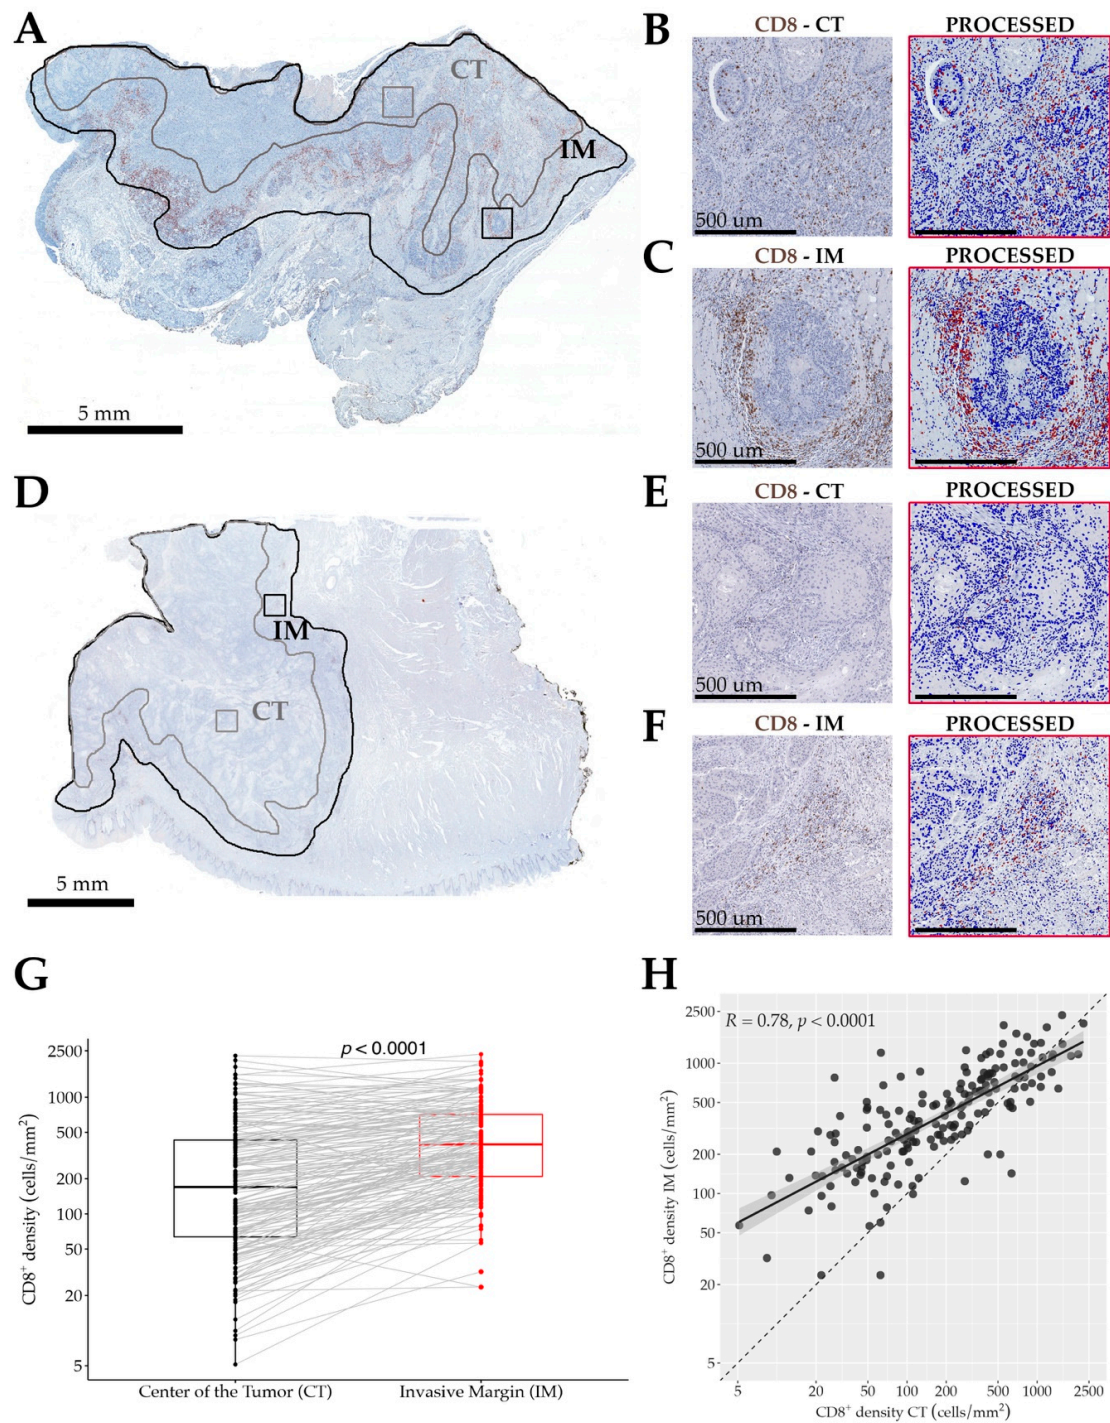 A
CT
IM
5 mm
B
CD8 - CT
PROCESSED
500 um
C
CD8 - IM
PROCESSED
500 um
D
IM
CT
5 mm
E
CD8 - CT
PROCESSED
500 um
F
CD8 - IM
PROCESSED
500 um
G
p < 0.0001
CD8⁺ density (cells/mm²)
2500
1000
500
200
100
50
20
5
Center of the Tumor (CT)
Invasive Margin (IM)
H
R = 0.78, p < 0.0001
CD8⁺ density IM (cells/mm²)
2500
1000
500
200
100
50
20
5
5 20 50 100 200 500 1000 2500
CD8⁺ density CT (cells/mm²)